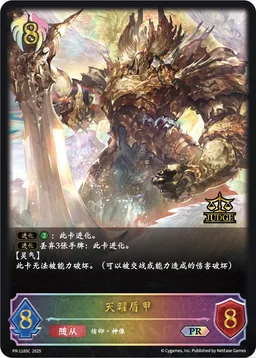 8
JUDGE
进化 2：此卡进化。
进化 丢弃3张手牌：此卡进化。
【灵气】
此卡无法被能力破坏。（可以被交战或能力造成的伤害破坏）
天曜盾甲
8
随从
信仰·神像
PR
8
PR-118SC 2025
© Cygames, Inc. Published by NetEase Games